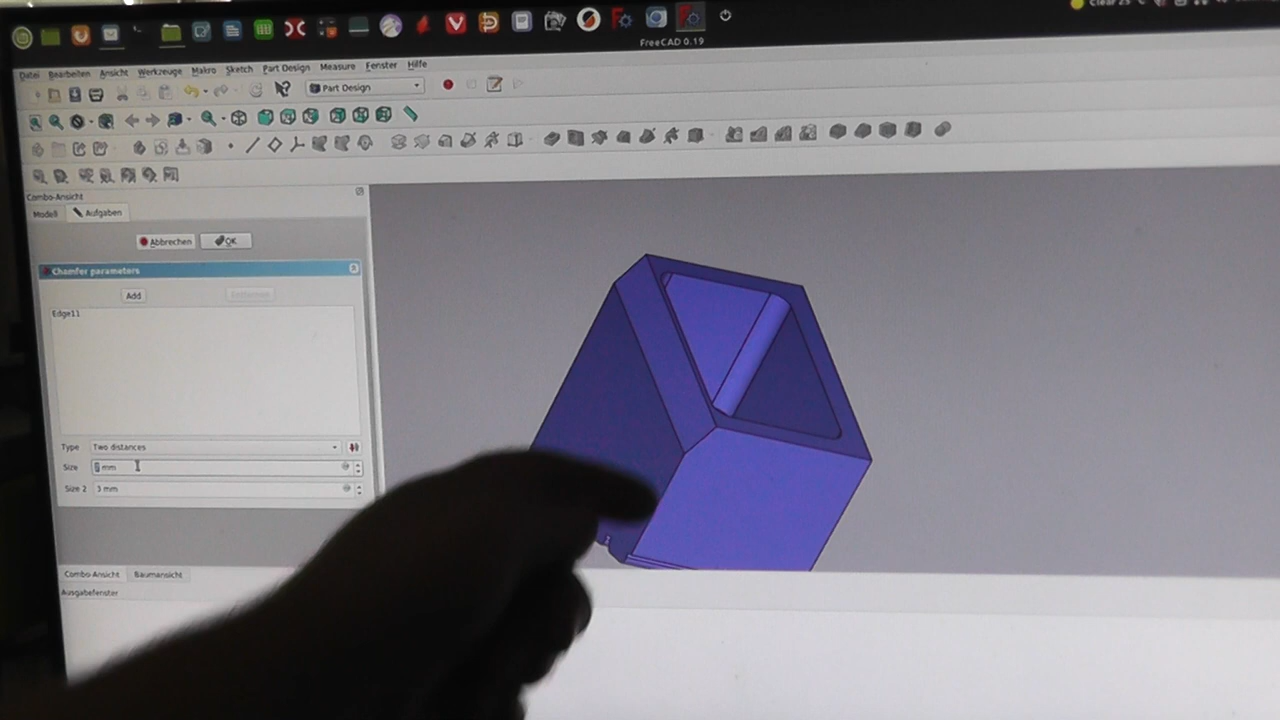 FreeCAD 0.19
Datei Bearbeiten Ansicht Werkzeuge Makro Sketch Part Design Measure Fenster Hilfe
Part Design
Combo-Ansicht
Modell Aufgaben
Abbrechen OK
Chamfer parameters
Add Entfernen
Edge11
Type Two distances
Size mm
Size 2 3 mm
Combo-Ansicht Baumansicht
Ausgabefenster